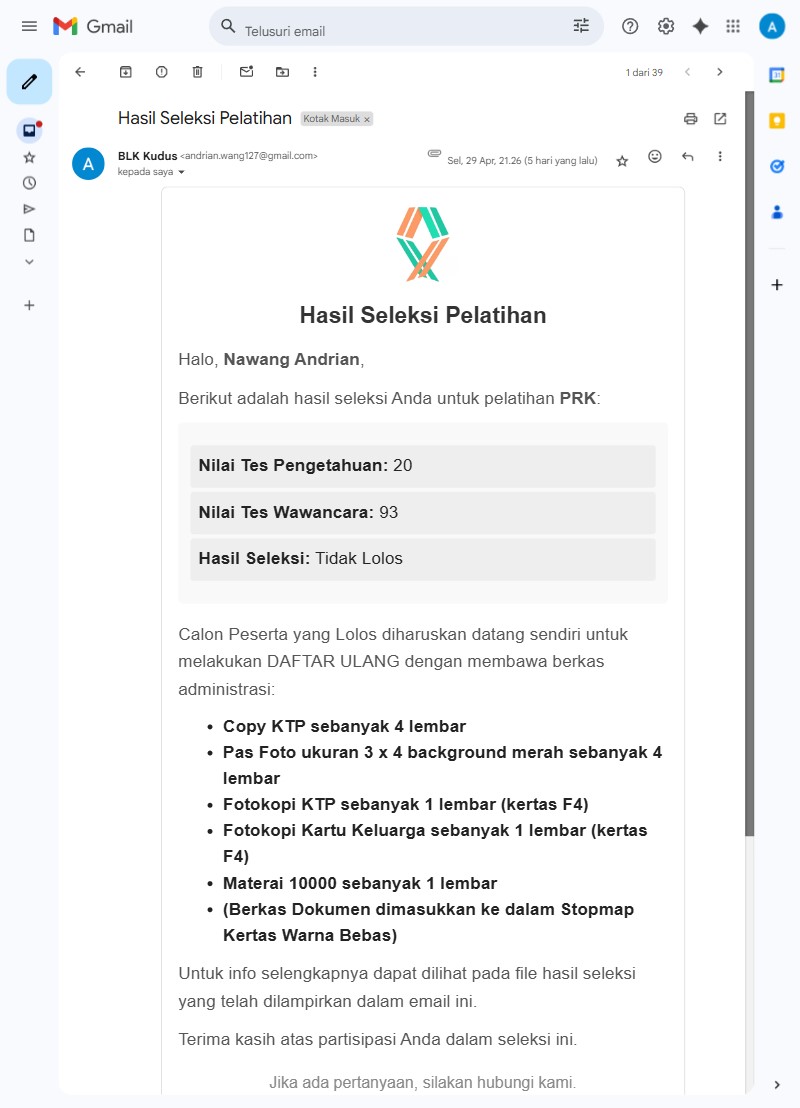 Gmail
Telusuri email
A
1 dari 39
Hasil Seleksi Pelatihan Kotak Masuk x
31
A
BLK Kudus <andrian.wang127@gmail.com>
Sel, 29 Apr, 21.26 (5 hari yang lalu)
kepada saya
Hasil Seleksi Pelatihan
Halo, Nawang Andrian,
Berikut adalah hasil seleksi Anda untuk pelatihan PRK:
Nilai Tes Pengetahuan: 20
Nilai Tes Wawancara: 93
Hasil Seleksi: Tidak Lolos
Calon Peserta yang Lolos diharuskan datang sendiri untuk
melakukan DAFTAR ULANG dengan membawa berkas
administrasi:
• Copy KTP sebanyak 4 lembar
• Pas Foto ukuran 3 x 4 background merah sebanyak 4
lembar
• Fotokopi KTP sebanyak 1 lembar (kertas F4)
• Fotokopi Kartu Keluarga sebanyak 1 lembar (kertas
F4)
• Materai 10000 sebanyak 1 lembar
• (Berkas Dokumen dimasukkan ke dalam Stopmap
Kertas Warna Bebas)
Untuk info selengkapnya dapat dilihat pada file hasil seleksi
yang telah dilampirkan dalam email ini.
Terima kasih atas partisipasi Anda dalam seleksi ini.
Jika ada pertanyaan, silakan hubungi kami.